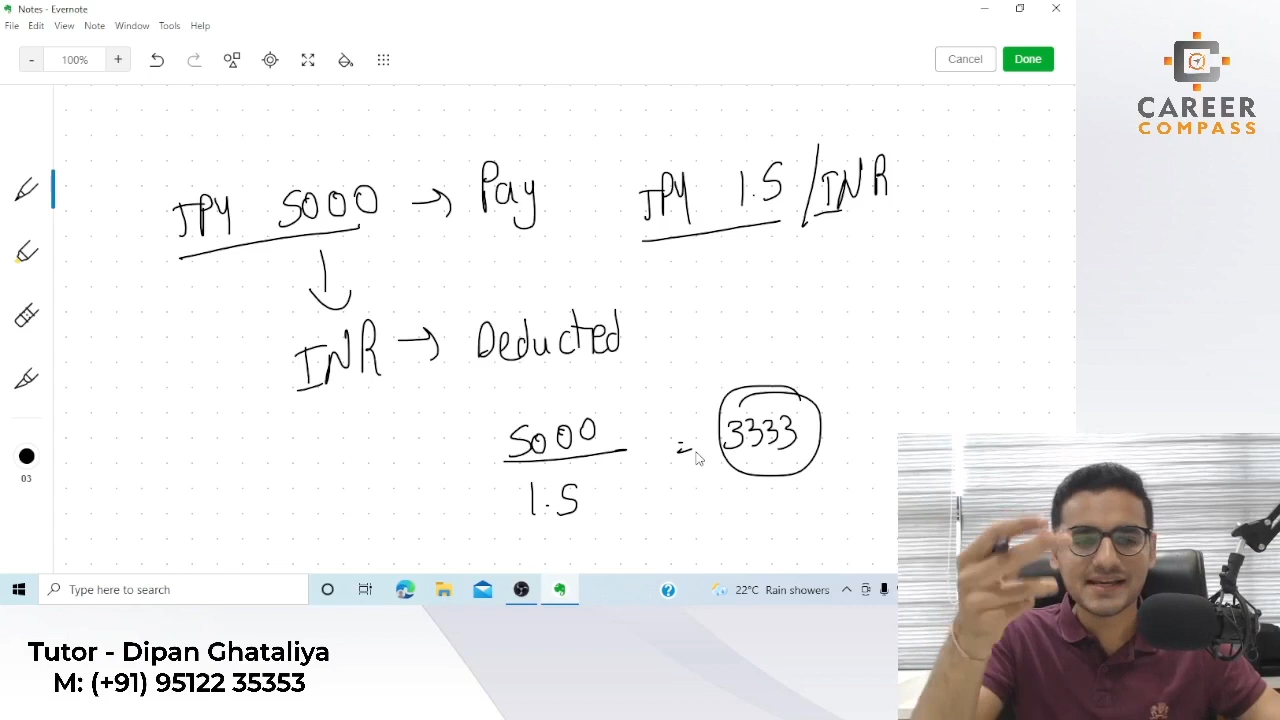 Notes - Evernote
File Edit View Note Window Tools Help
- 100% +
Cancel Done
CAREER
COMPASS
JPY 5000 → Pay JPY 1.5 / INR
INR → Deducted
5000
1.5
= 3333
03
Type here to search
22°C Rain showers
Tutor - Dipan Chataliya
M: (+91) 95122 35353